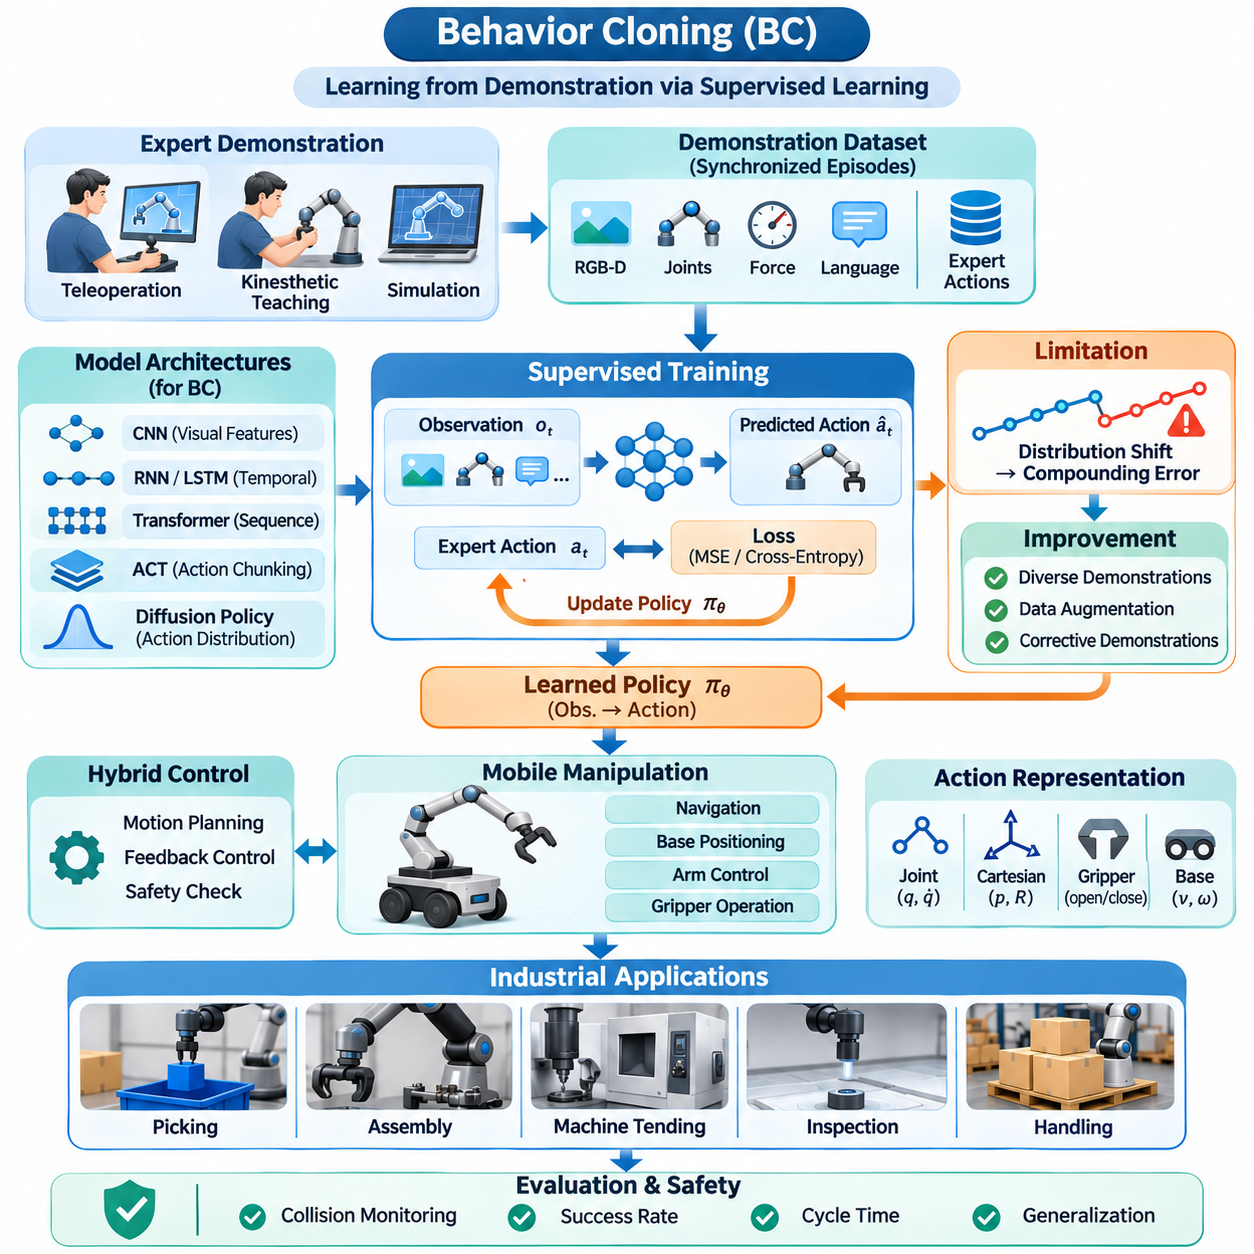 Behavior Cloning (BC)
Learning from Demonstration via Supervised Learning
Expert Demonstration
Teleoperation
Kinesthetic
Teaching
Simulation
Demonstration Dataset
(Synchronized Episodes)
RGB-D
Joints
Force
Language
Expert
Actions
Model Architectures
(for BC)
CNN (Visual Features)
RNN / LSTM (Temporal)
Transformer (Sequence)
ACT (Action Chunking)
Diffusion Policy
(Action Distribution)
Supervised Training
Observation oₜ
...
Predicted Action âₜ
Expert Action aₜ
Loss
(MSE / Cross-Entropy)
Update Policy π_θ
Limitation
Distribution Shift
→ Compounding Error
Improvement
Diverse Demonstrations
Data Augmentation
Corrective Demonstrations
Learned Policy π_θ
(Obs. → Action)
Hybrid Control
Motion Planning
Feedback Control
Safety Check
Mobile Manipulation
Navigation
Base Positioning
Arm Control
Gripper Operation
Action Representation
Joint
(q, q̇)
Cartesian
(p, R)
Gripper
(open/close)
Base
(v, ω)
Industrial Applications
Picking
Assembly
Machine Tending
Inspection
Handling
Evaluation & Safety
Collision Monitoring
Success Rate
Cycle Time
Generalization